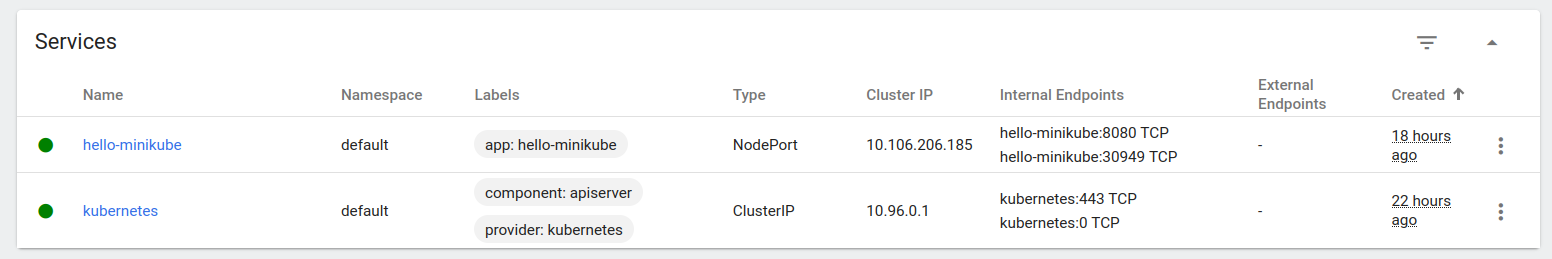 Services
Name Namespace Labels Type Cluster IP Internal Endpoints External Endpoints Created
hello-minikube default app: hello-minikube NodePort 10.106.206.185 hello-minikube:8080 TCP - 18 hours ago
hello-minikube:30949 TCP
kubernetes default component: apiserver ClusterIP 10.96.0.1 kubernetes:443 TCP - 22 hours ago
provider: kubernetes kubernetes:0 TCP